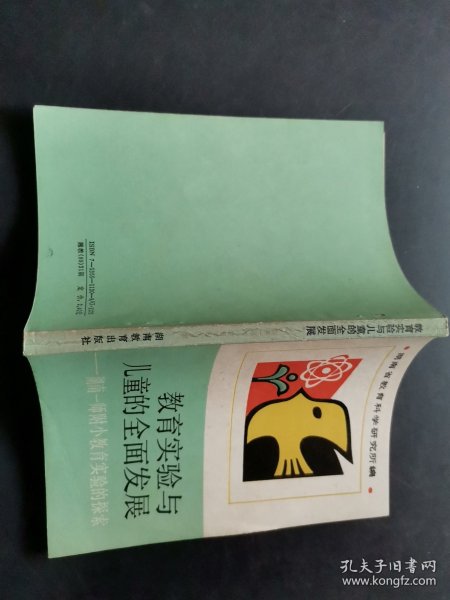 湖南省教育科学研究所编
教育实验与
儿童的全面发展
——湖南一师附小教育实验的探索
教育实验与儿童的全面发展
湖南教育出版社
孔夫子旧书网
www.kongfz.com